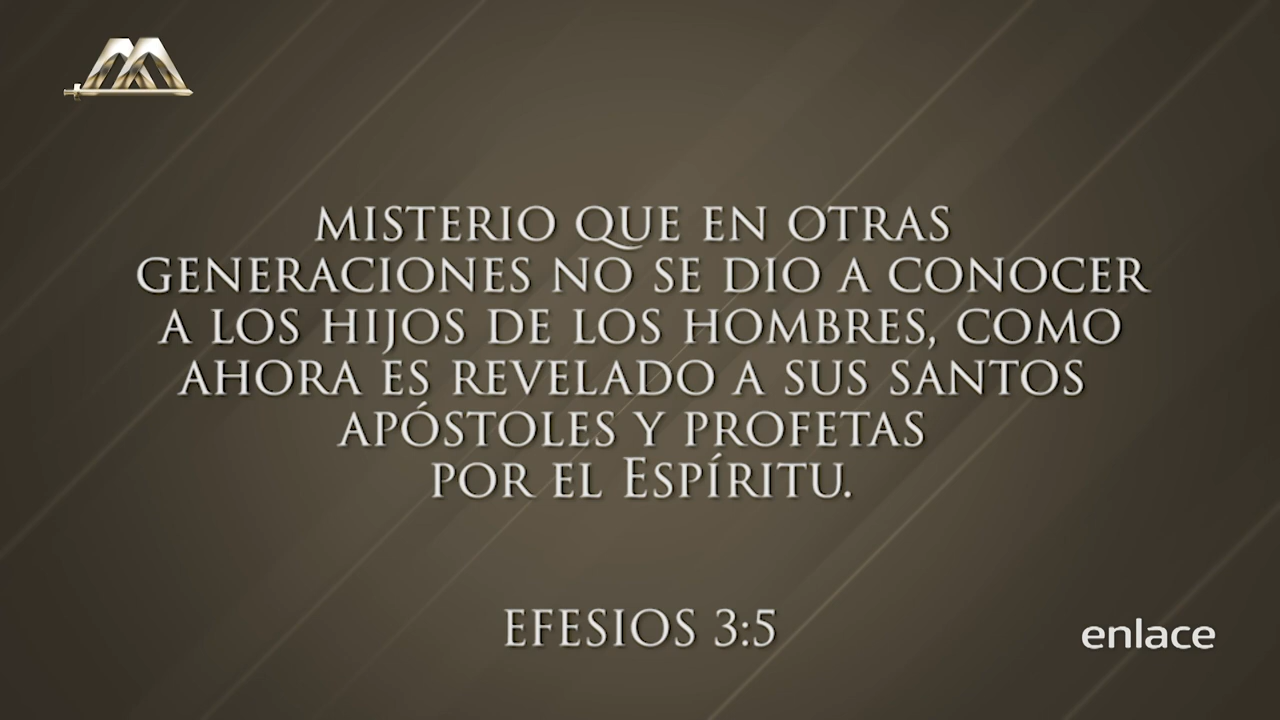 MISTERIO QUE EN OTRAS
GENERACIONES NO SE DIO A CONOCER
A LOS HIJOS DE LOS HOMBRES, COMO
AHORA ES REVELADO A SUS SANTOS
APÓSTOLES Y PROFETAS
POR EL ESPÍRITU.
EFESIOS 3:5
enlace